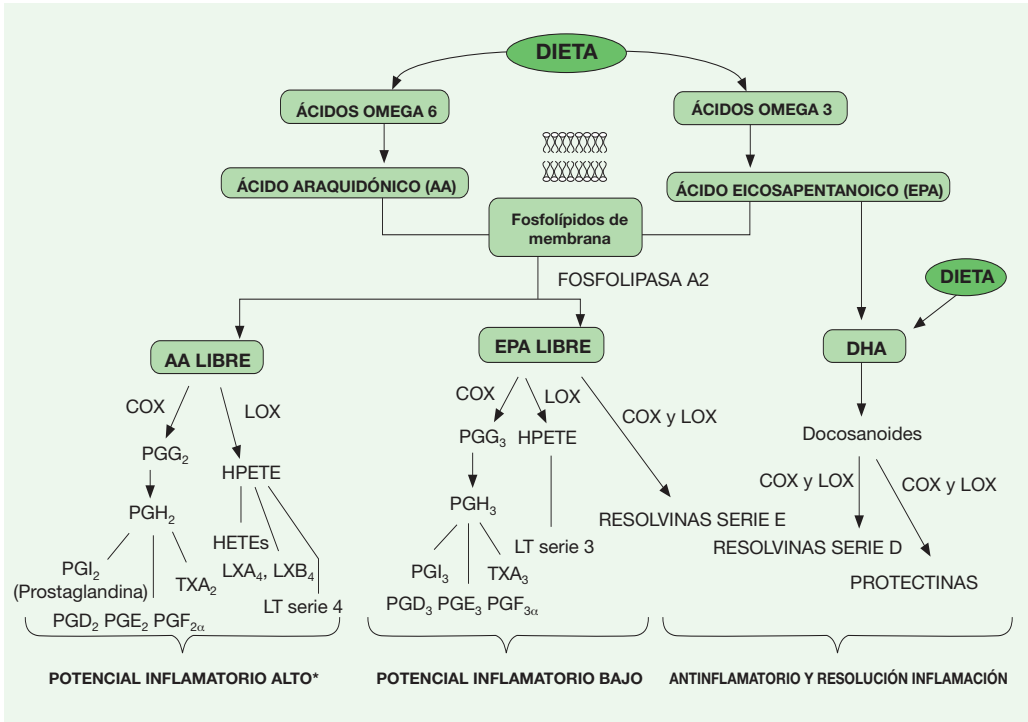 DIETA
ÁCIDOS OMEGA 6
ÁCIDOS OMEGA 3
ÁCIDO ARAQUIDÓNICO (AA)
ÁCIDO EICOSAPENTANOICO (EPA)
Fosfolípidos de
membrana
FOSFOLIPASA A2
DIETA
AA LIBRE
EPA LIBRE
DHA
COX
LOX
COX
LOX
COX y LOX
PGG₂
HPETE
PGG₃
HPETE
Docosanoides
PGH₂
PGH₃
COX y LOX
COX y LOX
HETEs
LXA₄, LXB₄
LT serie 4
PGI₂
(Prostaglandina)
TXA₂
PGD₂ PGE₂ PGF₂α
LT serie 3
RESOLVINAS SERIE E
PGI₃
TXA₃
PGD₃ PGE₃ PGF₃α
RESOLVINAS SERIE D
PROTECTINAS
POTENCIAL INFLAMATORIO ALTO*
POTENCIAL INFLAMATORIO BAJO
ANTINFLAMATORIO Y RESOLUCIÓN INFLAMACIÓN